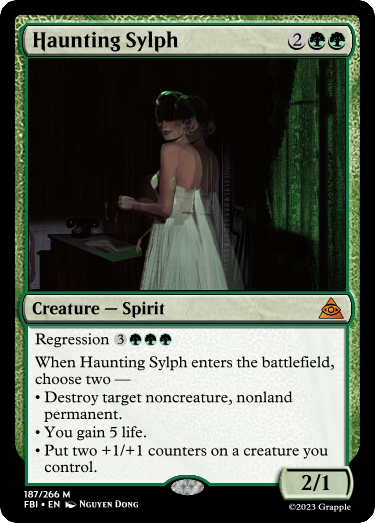 Haunting Sylph 2
Creature — Spirit
Regression 3
When Haunting Sylph enters the battlefield,
choose two —
• Destroy target noncreature, nonland
permanent.
• You gain 5 life.
• Put two +1/+1 counters on a creature you
control.
2/1
187/266 M
FBI • EN Nguyen Dong
©2023 Grapple